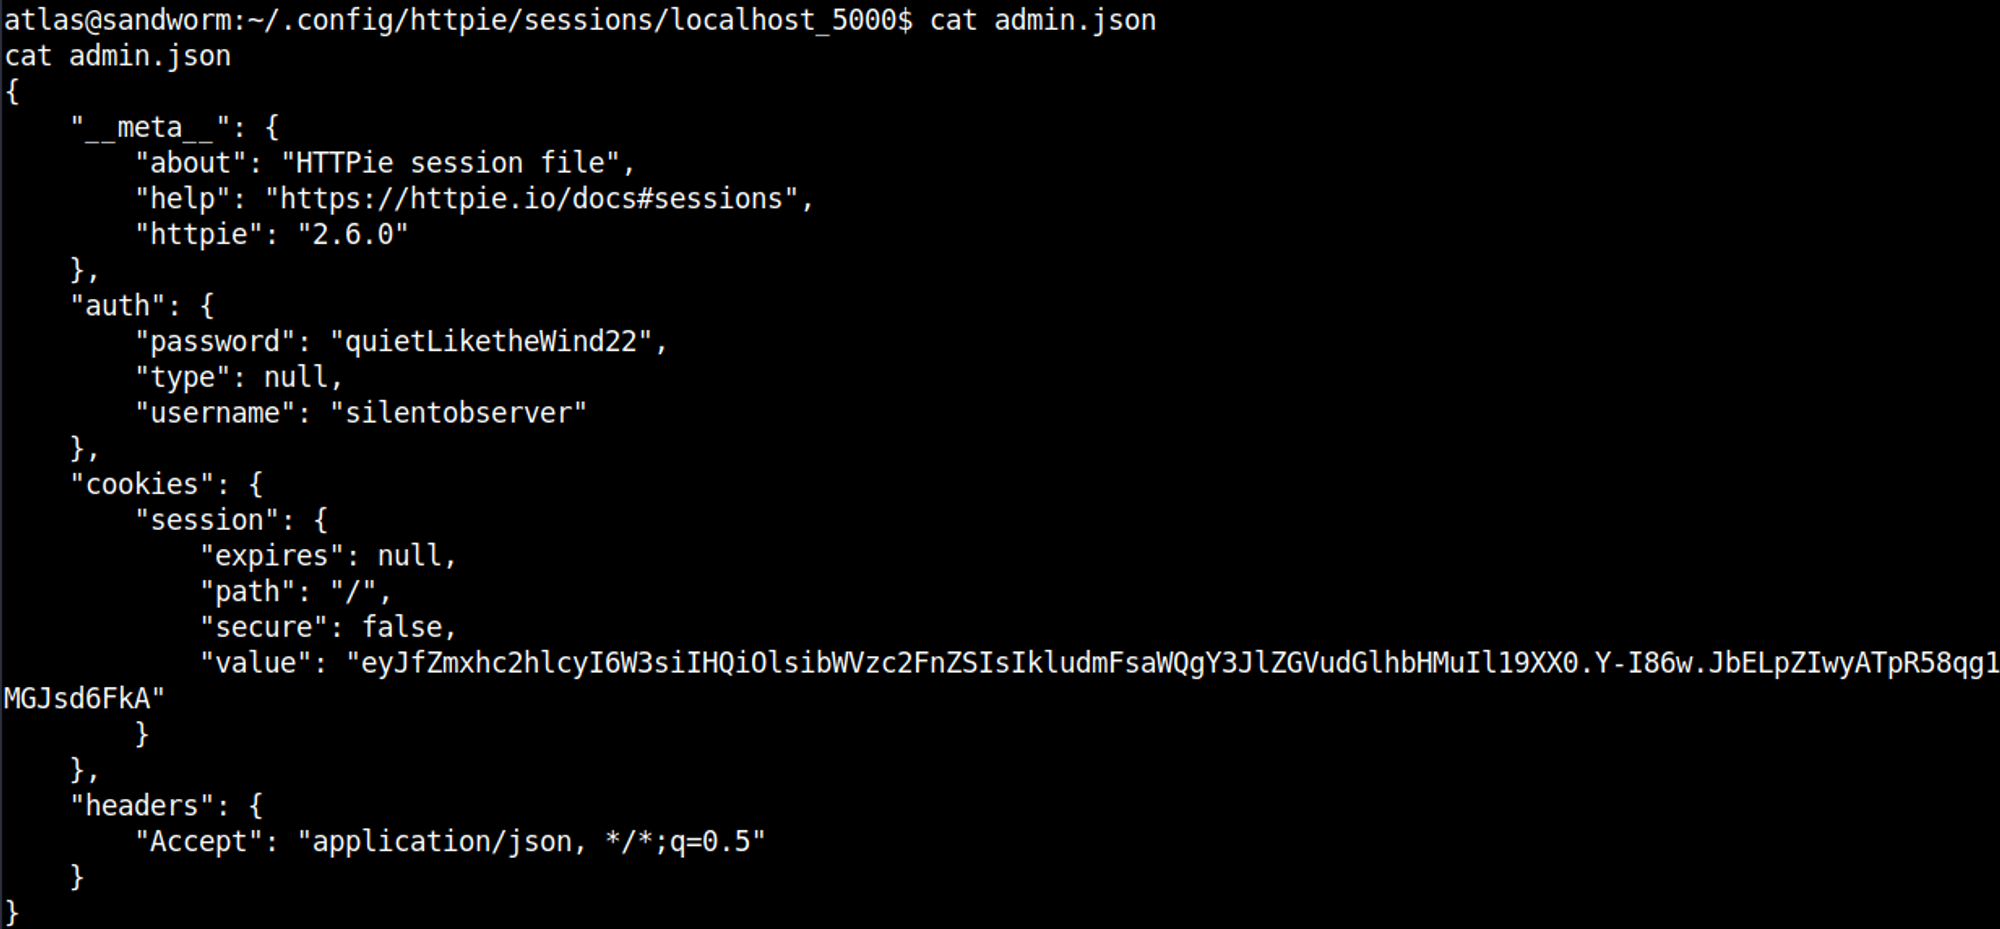 atlas@sandworm:~/.config/httpie/sessions/localhost_5000$ cat admin.json
cat admin.json
{
    "__meta__": {
        "about": "HTTPie session file",
        "help": "https://httpie.io/docs#sessions",
        "httpie": "2.6.0"
    },
    "auth": {
        "password": "quietLiketheWind22",
        "type": null,
        "username": "silentobserver"
    },
    "cookies": {
        "session": {
            "expires": null,
            "path": "/",
            "secure": false,
            "value": "eyJfZmxhc2hlcyI6W3siIHQiOlsibWVzc2FnZSIsIkludmFsaWQgY3JlZGVudGlhbHMuIl19XX0.Y-I86w.JbELpZIwyATpR58qg1
MGJsd6FkA"
        }
    },
    "headers": {
        "Accept": "application/json, */*;q=0.5"
    }
}